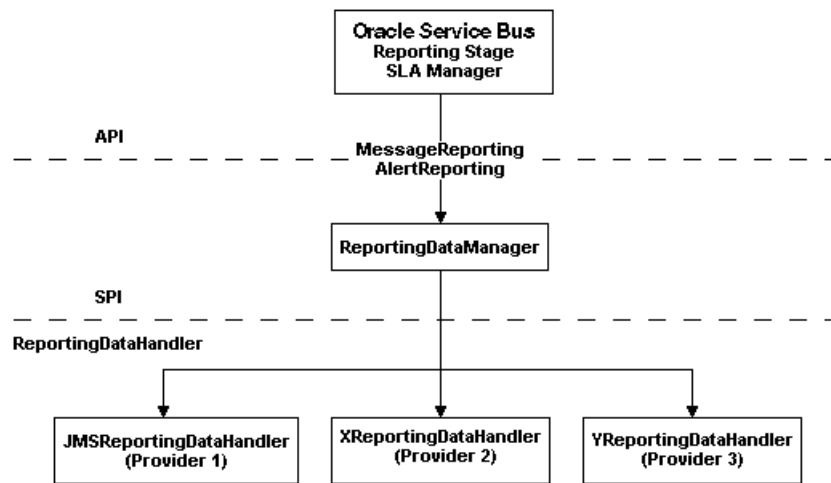 Oracle Service Bus
Reporting Stage
SLA Manager
API
MessageReporting
AlertReporting
ReportingDataManager
SPI
ReportingDataHandler
JMSReportingDataHandler
(Provider 1)
XReportingDataHandler
(Provider 2)
YReportingDataHandler
(Provider 3)